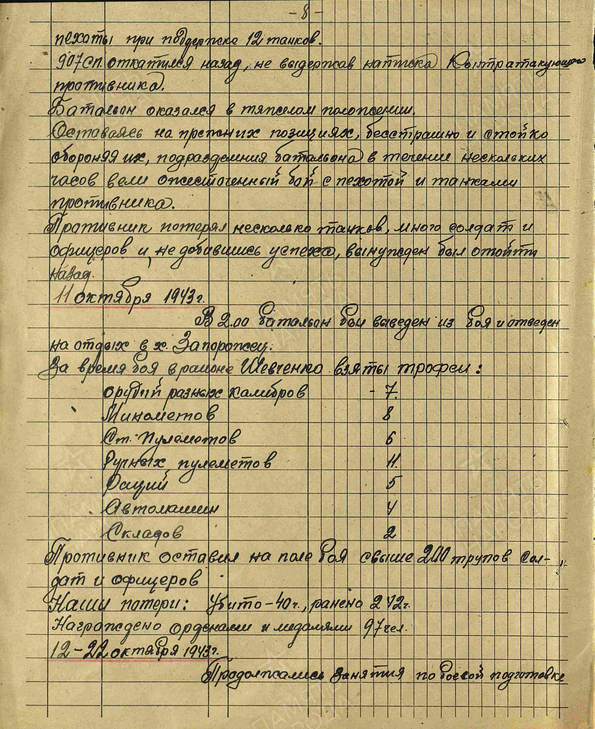 - 8 -
пехоты при поддержке 12 танков.
907 СП откатился назад, не выдержав натиска контратакующего
противника.
Батальон оказался в тяжелом положении.
Оставаясь на прежних позициях, бесстрашно и стойко
обороняя их, подразделения батальона в течение нескольких
часов вели ожесточенный бой с пехотой и танками
противника.
Противник потерял несколько танков, много солдат и
офицеров и, не добившись успеха, вынужден был отойти
назад.
11 октября 1943 г.
В 2.00 батальон был выведен из боя и отведен
на отдых в х. Запорожец.
За время боя в районе Шевченко взяты трофеи:
орудий разных калибров - 7.
Минометов 8
Ст. Пулеметов 6
Ручных пулеметов 11.
Раций 5
Автомашин 4
Складов 2
Противник оставил на поле боя свыше 200 трупов сол-
дат и офицеров
Наши потери: Убито - 40 ч., ранено 242 г.
Награждено орденами и медалями 97 чел.
12-22 октября 1943 г.
Продолжались занятия по боевой подготовке